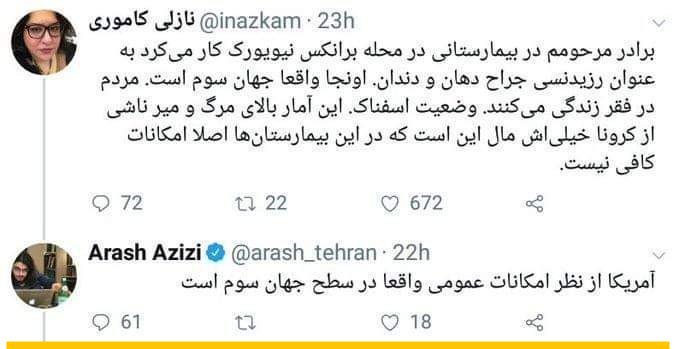 نازلی کاموری @inazkam · 23h
برادر مرحومم در بیمارستانی در محله برانکس نیویورک کار می‌کرد به
عنوان رزیدنسی جراح دهان و دندان. اونجا واقعا جهان سوم است. مردم
در فقر زندگی می‌کنند. وضعیت اسفناک. این آمار بالای مرگ و میر ناشی
از کرونا خیلی‌اش مال این است که در این بیمارستان‌ها اصلا امکانات
کافی نیست.
72 22 672
Arash Azizi @arash_tehran · 22h
آمریکا از نظر امکانات عمومی واقعا در سطح جهان سوم است
61 18